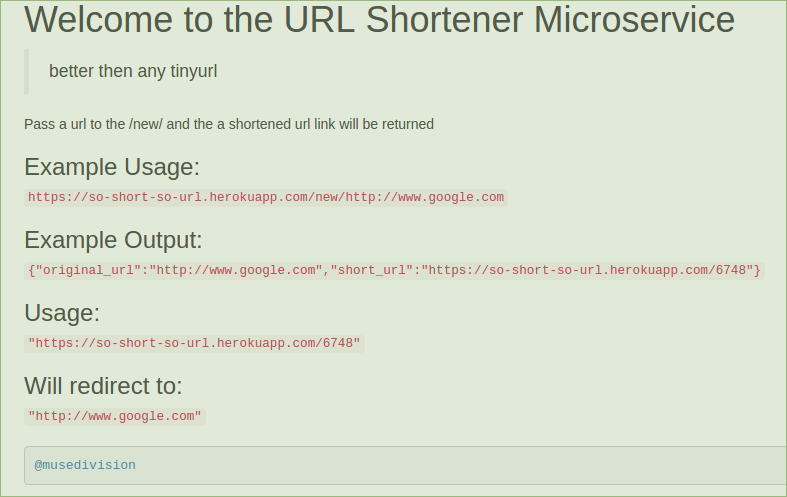 Welcome to the URL Shortener Microservice
better then any tinyurl
Pass a url to the /new/ and the a shortened url link will be returned
Example Usage:
https://so-short-so-url.herokuapp.com/new/http://www.google.com
Example Output:
{"original_url":"http://www.google.com","short_url":"https://so-short-so-url.herokuapp.com/6748"}
Usage:
"https://so-short-so-url.herokuapp.com/6748"
Will redirect to:
"http://www.google.com"
@musedivision